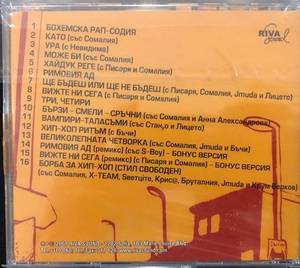 RIVA
Sound
1 БОХЕМСКА РАП-СОДИЯ
2 КАТО (със Сомалия)
3 УРА (с Невидима)
4 МОЖЕ БИ (със Сомалия)
5 ХАЙДУК РЕГЕ (с Писаря и Сомалия)
6 РИМОВИЯ АД
7 ЩЕ БЪДЕШ ИЛИ ЩЕ НЕ БЪДЕШ (с Писаря, Сомалия, Jmuda и Лицето)
8 ВИЖТЕ НИ СЕГА (с Писаря и Сомалия)
9 ТРИ, ЧЕТИРИ
10 БЪРЗИ - СМЕЛИ - СРЪЧНИ (със Сомалия и Анна Александрова)
11 ВАМПИРИ-ТАЛАСЪМИ (със Стан,о и Лицето)
12 ХИП-ХОП РИТЪМ (с Бъчи)
13 ВЕЛИКОЛЕПНАТА ЧЕТВОРКА (със Сомалия, Jmuda и Бъчи)
14 РИМОВИЯ АД (ремикс) (със S-Boy) - БОНУС ВЕРСИЯ
15 ВИЖТЕ НИ СЕГА (ремикс) (с Писаря и Сомалия) - БОНУС ВЕРСИЯ
16 БОРБА ЗА ХИП-ХОП (СТИЛ СВОБОДЕН)
(със Сомалия, X-TEAM, Крисф, Бруталния, Jmuda и Крум Бърков)
RIVA SOUND